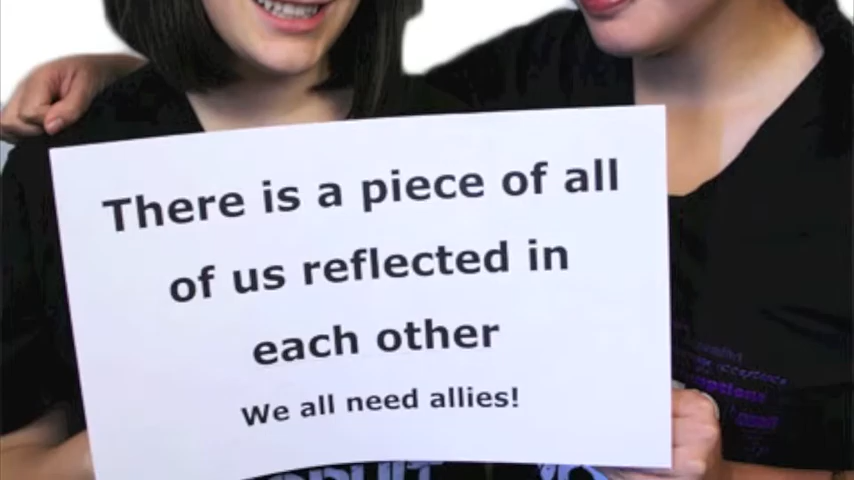 There is a piece of all
of us reflected in
each other
We all need allies!